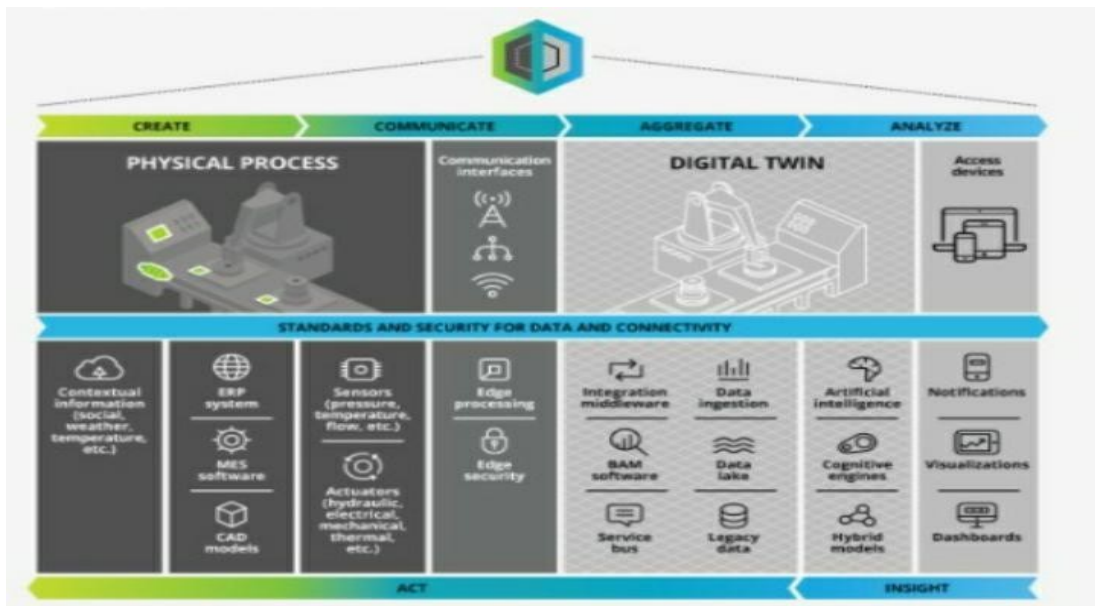 CREATE
COMMUNICATE
AGGREGATE
ANALYZE
PHYSICAL PROCESS
Communication
interfaces
DIGITAL TWIN
Access
devices
STANDARDS AND SECURITY FOR DATA AND CONNECTIVITY
Contextual
information
(social,
weather,
temperature,
etc.)
ERP
system
MES
software
CAD
models
Sensors
(pressure,
temperature,
flow, etc.)
Actuators
(hydraulic,
electrical,
mechanical,
thermal,
etc.)
Edge
processing
Edge
security
Integration
middleware
BAM
software
Service
bus
Data
ingestion
Data
lake
Legacy
data
Artificial
intelligence
Cognitive
engines
Hybrid
models
Notifications
Visualizations
Dashboards
ACT
INSIGHT